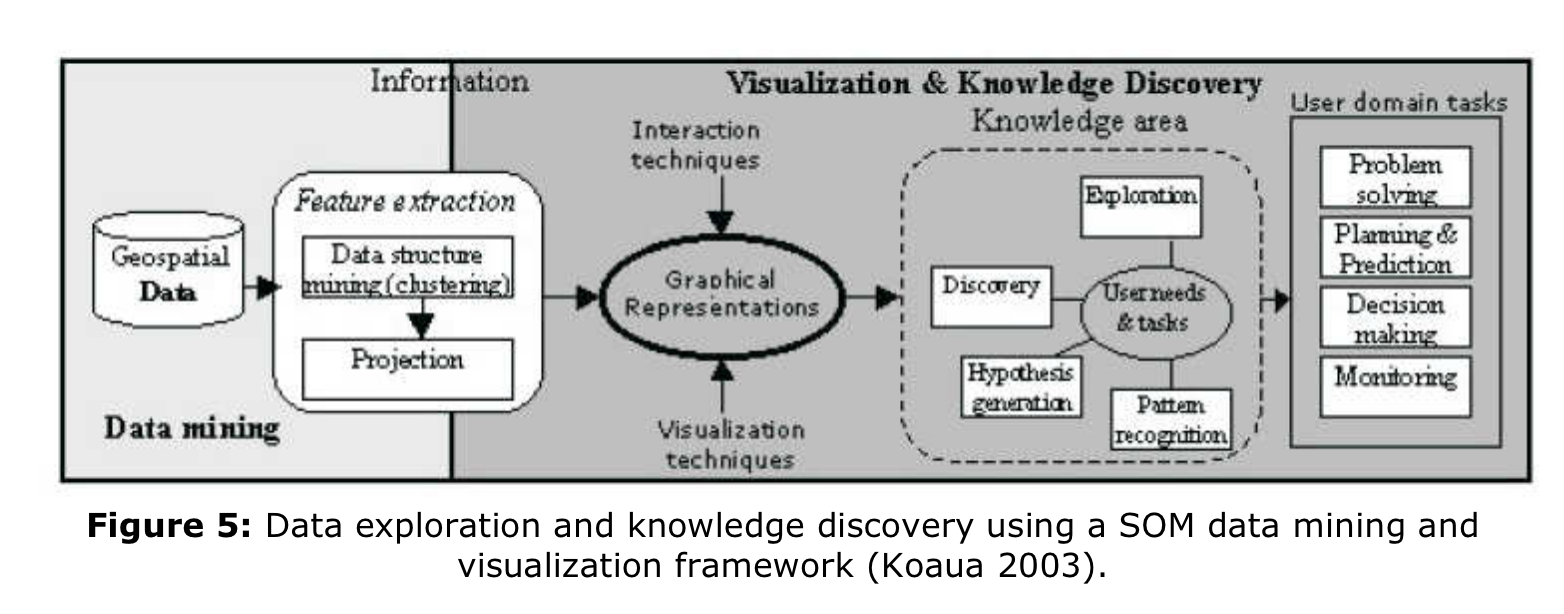 Information
Visualization & Knowledge Discovery
Knowledge area
User domain tasks
Interaction
techniques
Feature extraction
Geospatial
Data
Data structure
mining(clustering)
Projection
Data mining
Graphical
Representations
Visualization
techniques
Exploration
Discovery
User needs
& tasks
Hypothesis
generation
Pattern
recognition
Problem
solving
Planning &
Prediction
Decision
making
Monitoring
Figure 5: Data exploration and knowledge discovery using a SOM data mining and
visualization framework (Koaua 2003).